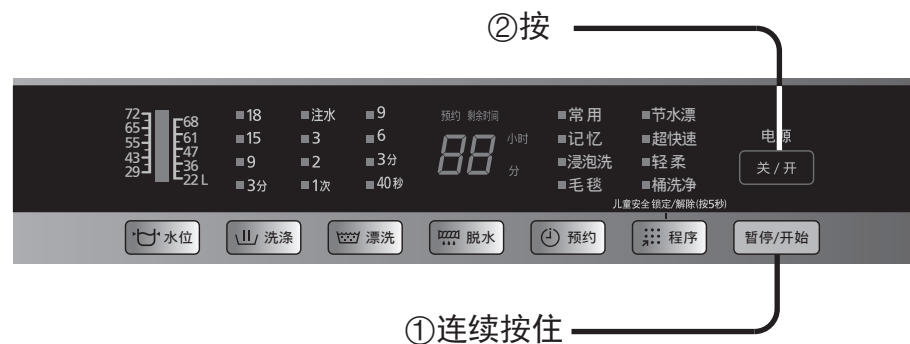 ②按
72 68 ■18 ■注水 ■9 预约 剩余时间 ■常用 ■节水漂
65 61 ■15 ■3 ■6 88 小时 ■记忆 ■超快速 电源
55 47 ■9 ■2 ■3分 分 ■浸泡洗 ■轻柔 关/开
43 36 ■3分 ■1次 ■40秒 ■毛毯 ■桶洗净
29 22L
儿童安全锁定/解除(按5秒)
水位 洗涤 漂洗 脱水 预约 程序 暂停/开始
①连续按住